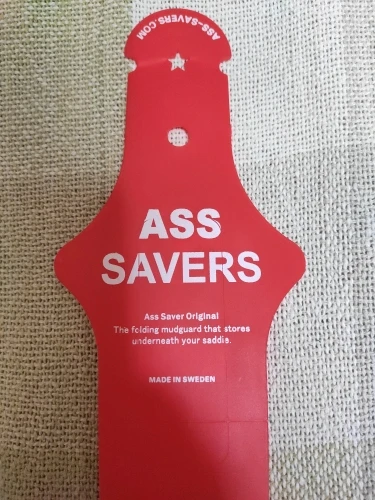 ASS-SAVERS.COM
ASS
SAVERS
Ass Saver Original
The folding mudguard that stores
underneath your saddle.
MADE IN SWEDEN